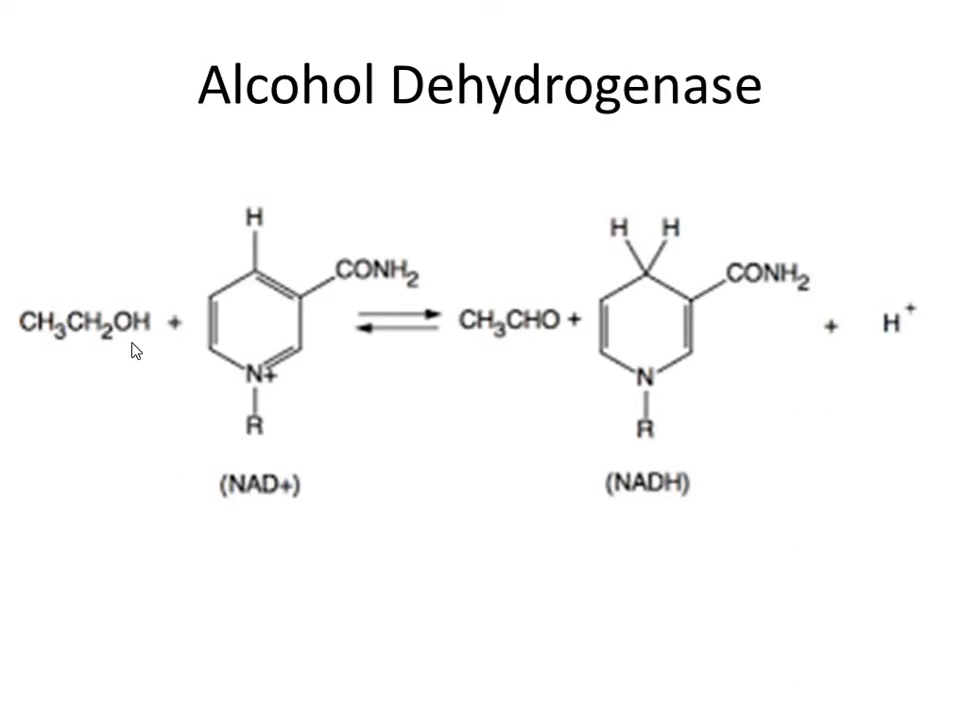 Alcohol Dehydrogenase
H
CONH₂
CH₃CH₂OH +
N+
R
(NAD+)
CH₃CHO +
H H
CONH₂
N
R
(NADH)
+ H⁺